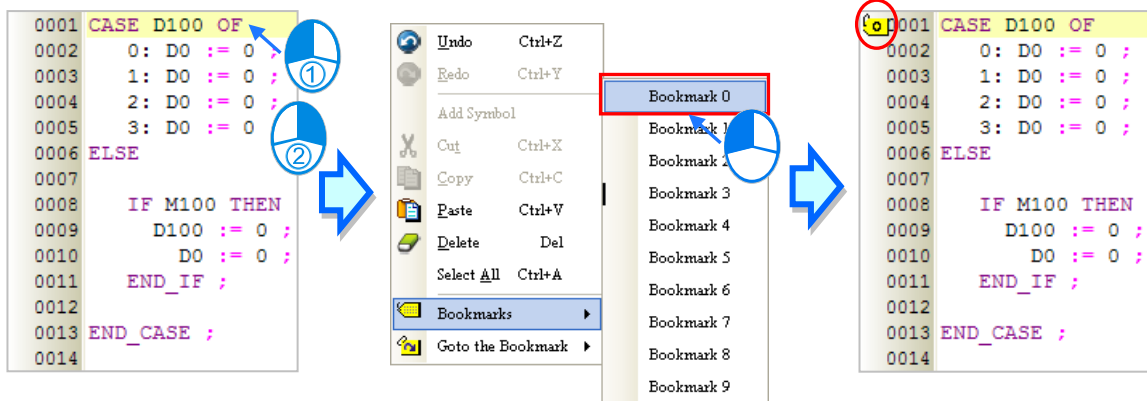 0001 CASE D100 OF
0002 0: D0 := 0 ;
0003 1: D0 := 0 ;
0004 2: D0 := 0 ;
0005 3: D0 := 0
0006 ELSE
0007
0008 IF M100 THEN
0009 D100 := 0 ;
0010 D0 := 0 ;
0011 END_IF ;
0012
0013 END_CASE ;
0014
①
②
Undo Ctrl+Z
Redo Ctrl+Y
Add Symbol
Cut Ctrl+X
Copy Ctrl+C
Paste Ctrl+V
Delete Del
Select All Ctrl+A
Bookmarks
Goto the Bookmark
Bookmark 0
Bookmark 1
Bookmark 2
Bookmark 3
Bookmark 4
Bookmark 5
Bookmark 6
Bookmark 7
Bookmark 8
Bookmark 9
0 0001 CASE D100 OF
0002 0: D0 := 0 ;
0003 1: D0 := 0 ;
0004 2: D0 := 0 ;
0005 3: D0 := 0 ;
0006 ELSE
0007
0008 IF M100 THEN
0009 D100 := 0 ;
0010 D0 := 0 ;
0011 END_IF ;
0012
0013 END_CASE ;
0014